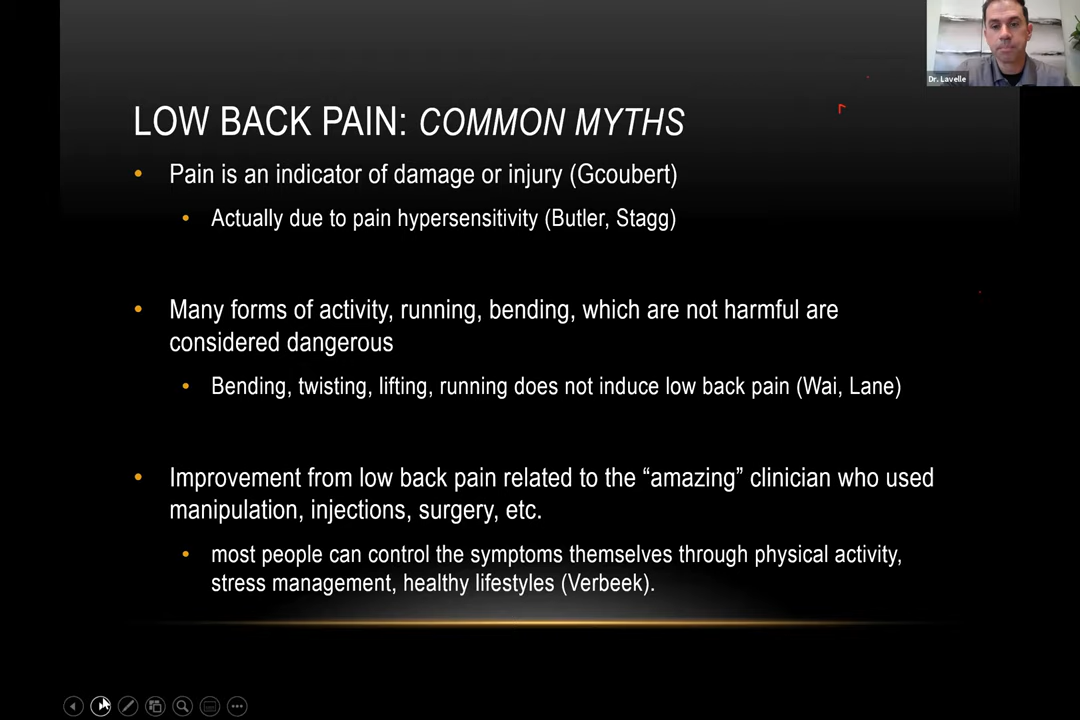 Dr. Lavelle
LOW BACK PAIN: COMMON MYTHS
• Pain is an indicator of damage or injury (Gcoubert)
• Actually due to pain hypersensitivity (Butler, Stagg)
• Many forms of activity, running, bending, which are not harmful are
considered dangerous
• Bending, twisting, lifting, running does not induce low back pain (Wai, Lane)
• Improvement from low back pain related to the “amazing” clinician who used
manipulation, injections, surgery, etc.
• most people can control the symptoms themselves through physical activity,
stress management, healthy lifestyles (Verbeek).